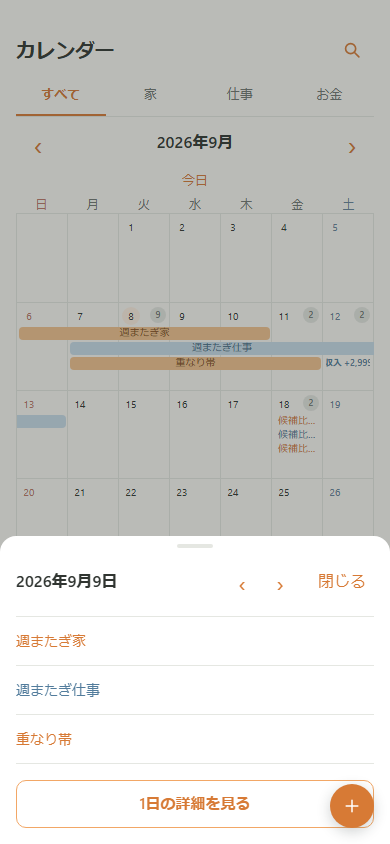 カレンダー
すべて 家 仕事 お金
‹ 2026年9月 ›
今日
日 月 火 水 木 金 土
1 2 3 4 5
6 7 8 9 9 10 11 2 12 2
週またぎ家
週またぎ仕事
重なり帯 収入 +2,999
13 14 15 16 17 18 2 19
候補比...
候補比...
候補比...
20 21 22 23 24 25 26
2026年9月9日 ‹ › 閉じる
週またぎ家
週またぎ仕事
重なり帯
1日の詳細を見る +